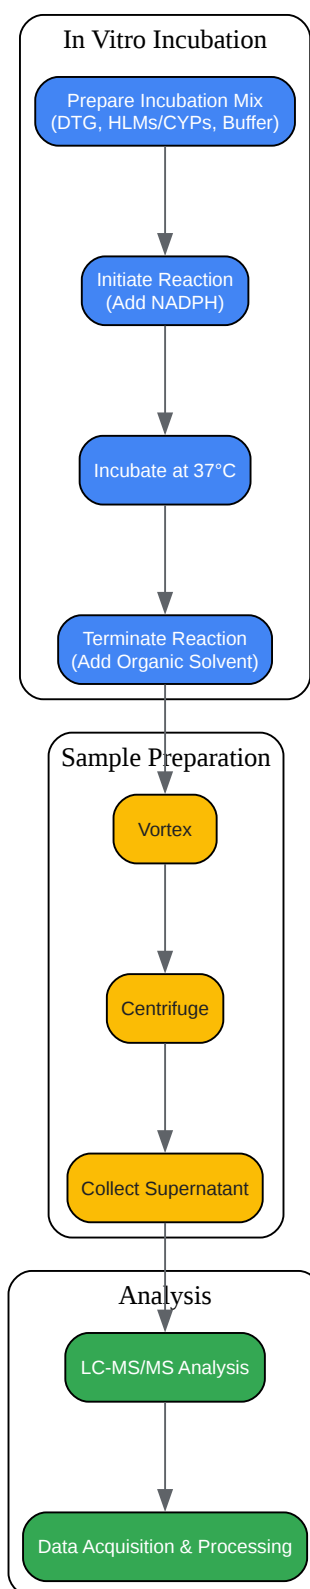 In Vitro Incubation
Prepare Incubation Mix
(DTG, HLMs/CYPs, Buffer)
Initiate Reaction
(Add NADPH)
Incubate at 37°C
Terminate Reaction
(Add Organic Solvent)
Sample Preparation
Vortex
Centrifuge
Collect Supernatant
Analysis
LC-MS/MS Analysis
Data Acquisition & Processing